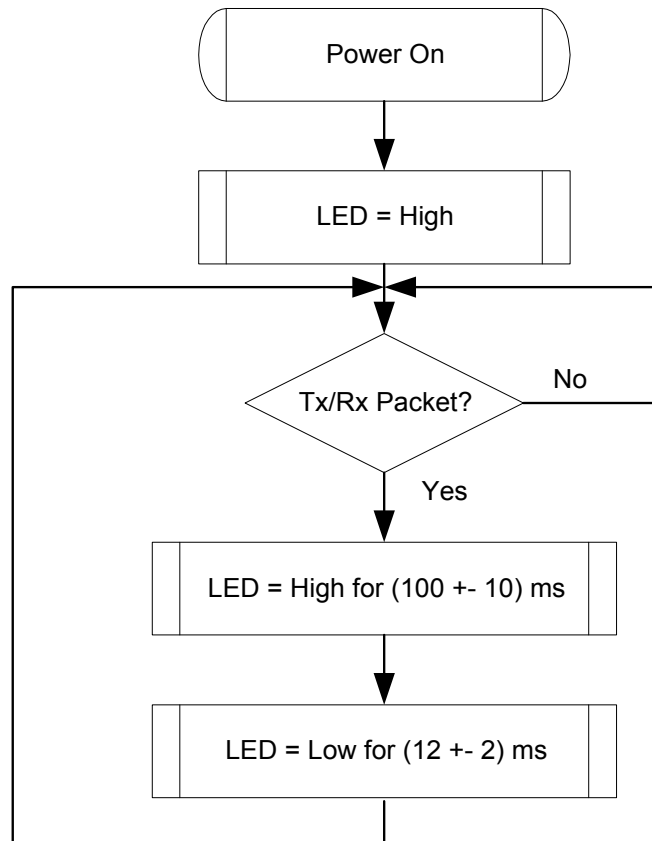 Power On
LED = High
Tx/Rx Packet?
No
Yes
LED = High for (100 +- 10) ms
LED = Low for (12 +- 2) ms